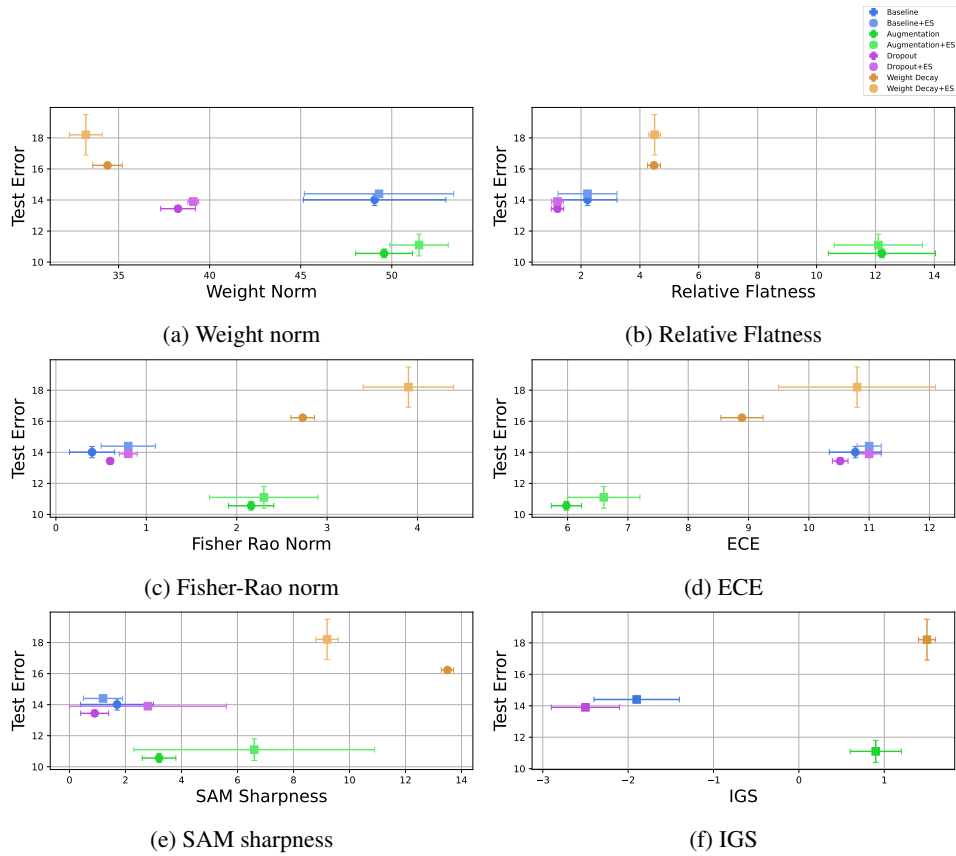 Baseline
Baseline+ES
Augmentation
Augmentation+ES
Dropout
Dropout+ES
Weight Decay
Weight Decay+ES
Test Error
18
16
14
12
10
35 40 45 50
Weight Norm
(a) Weight norm
Test Error
18
16
14
12
10
2 4 6 8 10 12 14
Relative Flatness
(b) Relative Flatness
Test Error
18
16
14
12
10
0 1 2 3 4
Fisher Rao Norm
(c) Fisher-Rao norm
Test Error
18
16
14
12
10
6 7 8 9 10 11 12
ECE
(d) ECE
Test Error
18
16
14
12
10
0 2 4 6 8 10 12 14
SAM Sharpness
(e) SAM sharpness
Test Error
18
16
14
12
10
−3 −2 −1 0 1
IGS
(f) IGS